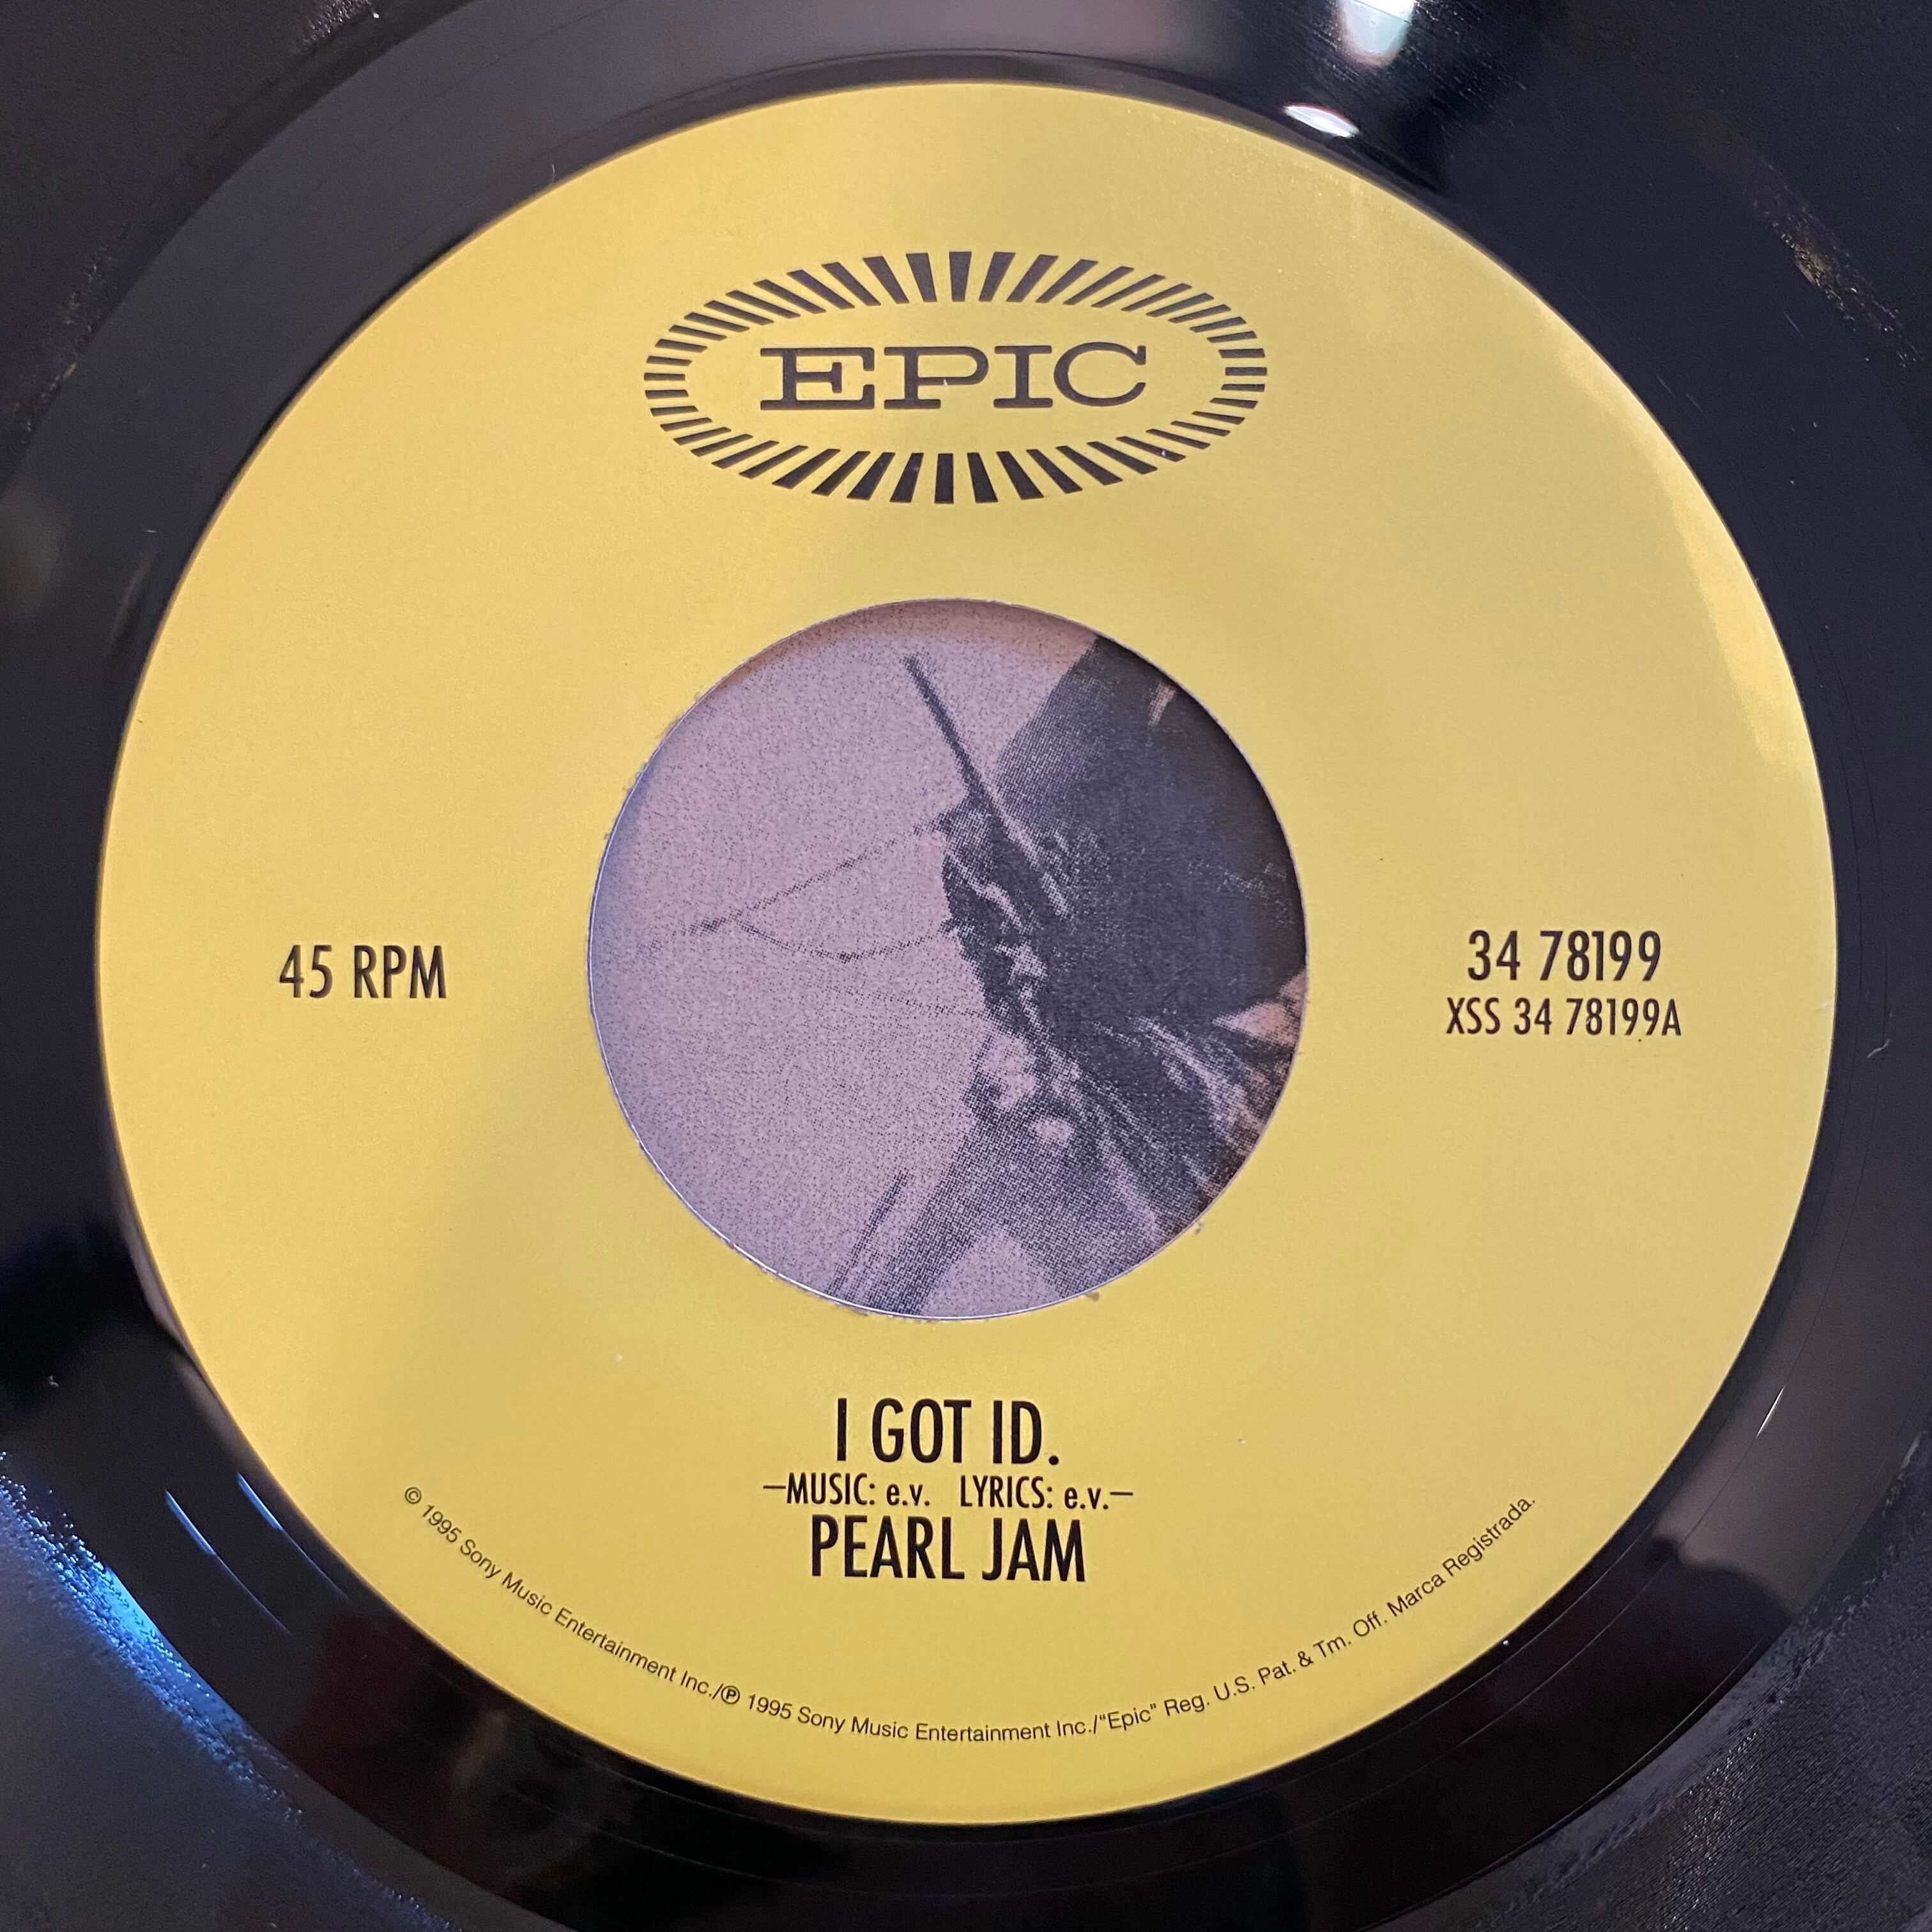 EPIC
45 RPM
34 78199
XSS 34 78199A
I GOT ID.
—MUSIC: e.v. LYRICS: e.v.—
PEARL JAM
© 1995 Sony Music Entertainment Inc./℗ 1995 Sony Music Entertainment Inc./“Epic” Reg. U.S. Pat. & Tm. Off. Marca Registrada.